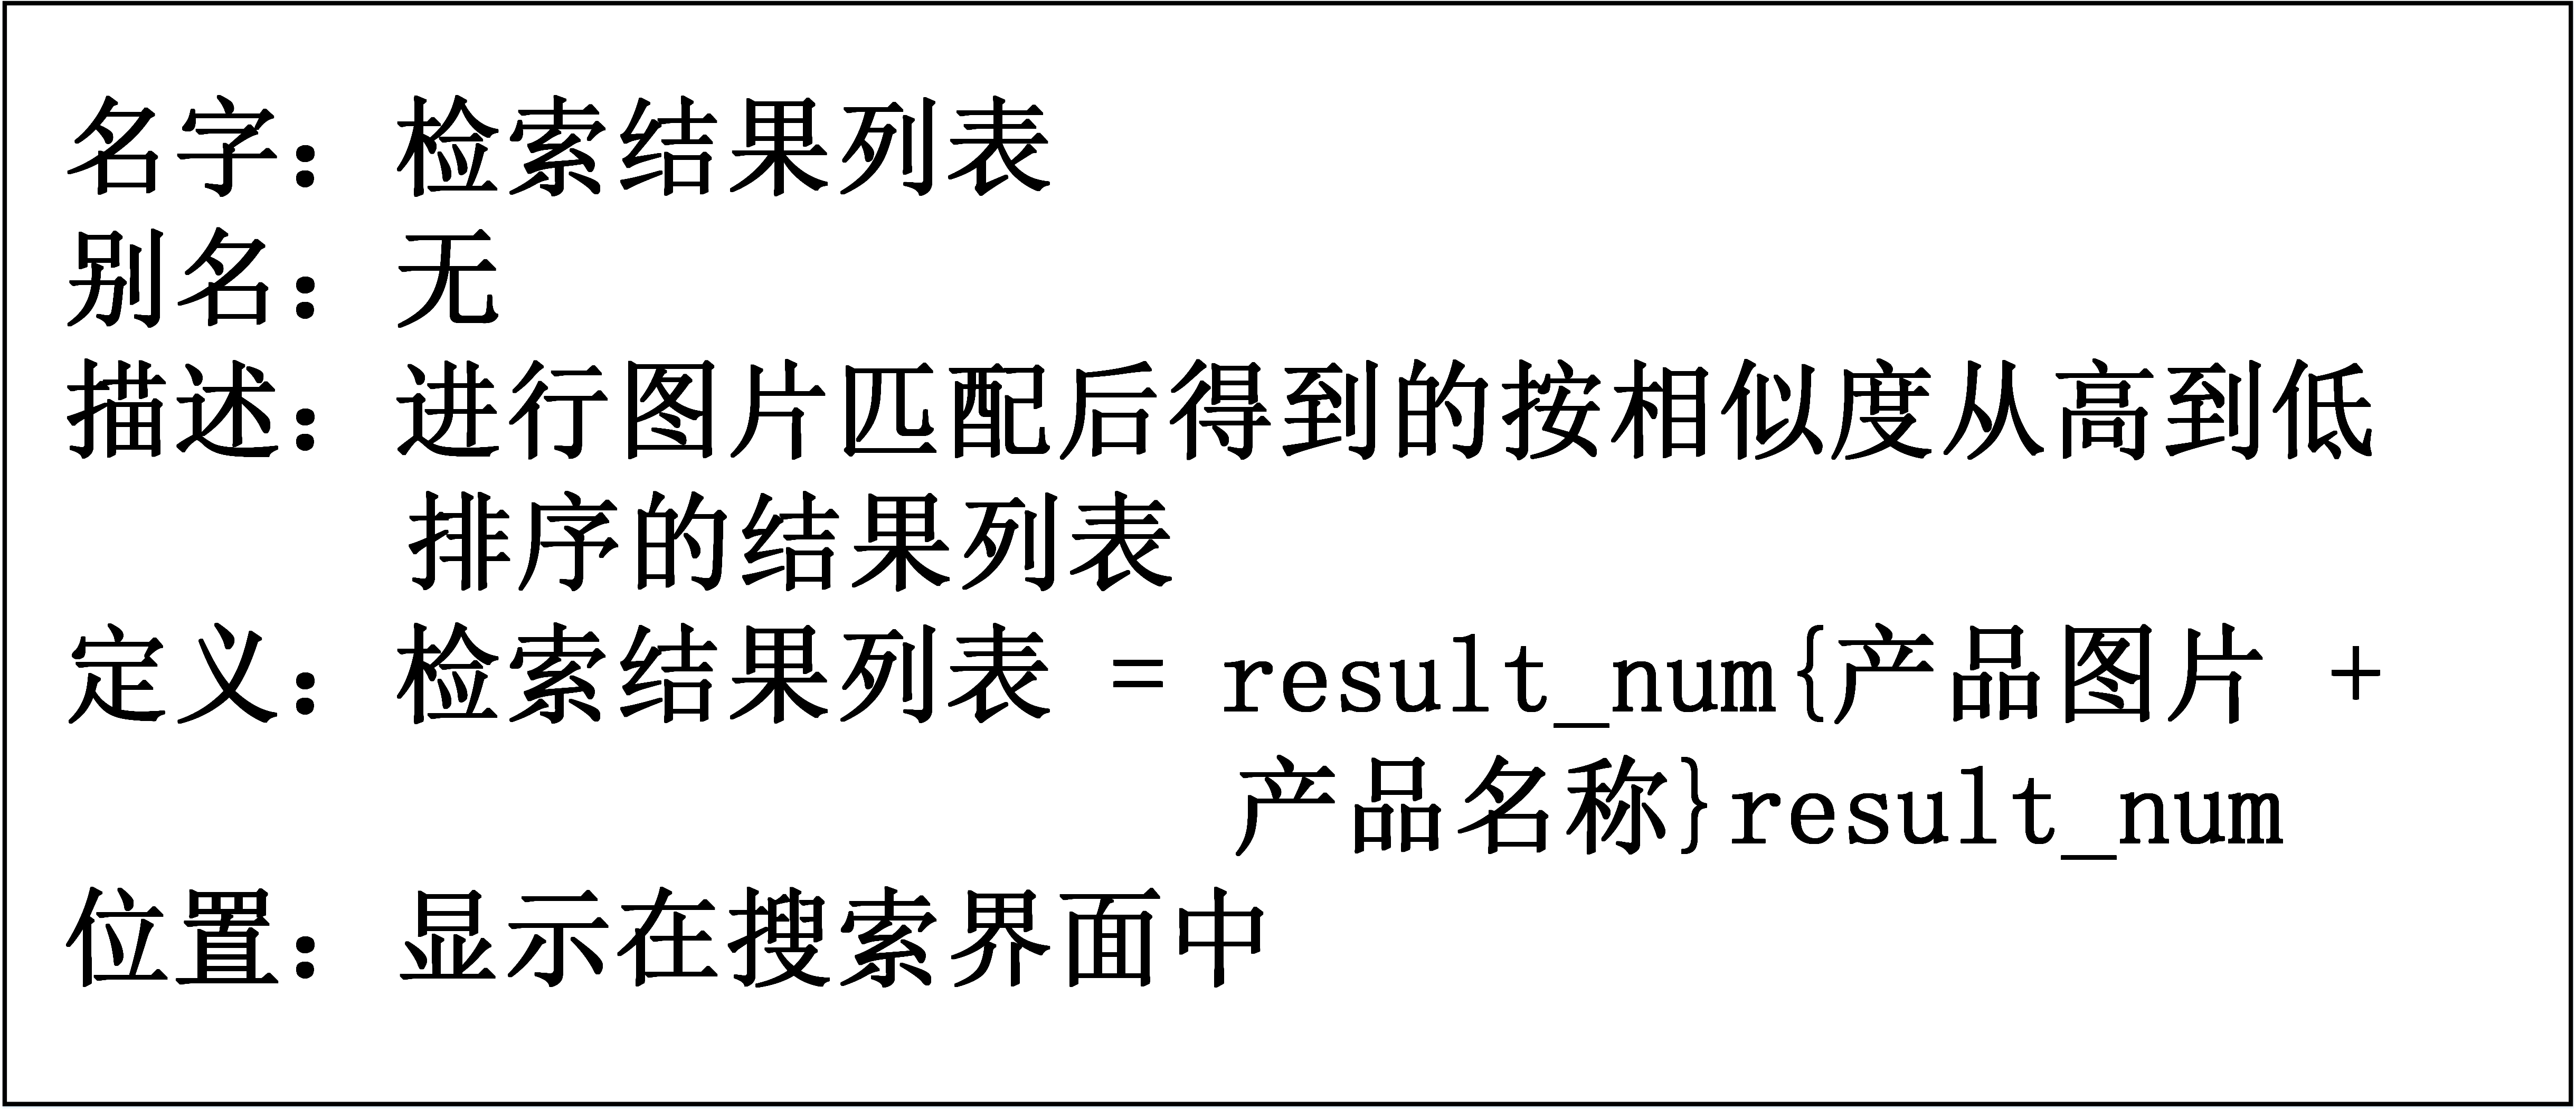 名字：检索结果列表
别名：无
描述：进行图片匹配后得到的按相似度从高到低
排序的结果列表
定义：检索结果列表 = result_num{产品图片 +
产品名称}result_num
位置：显示在搜索界面中